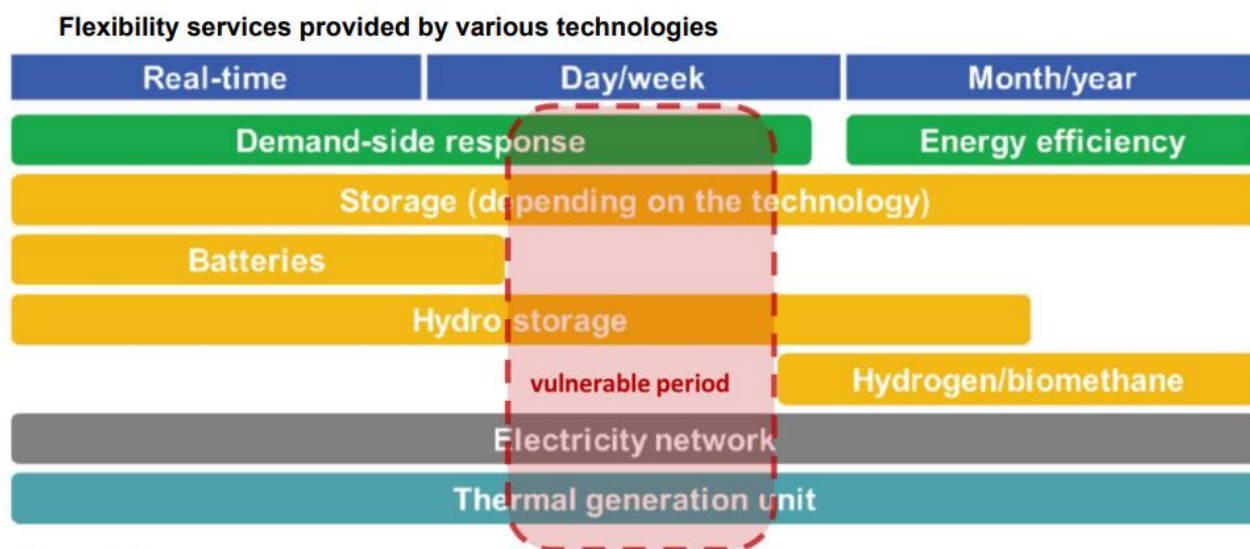 Flexibility services provided by various technologies
Real-time
Day/week
Month/year
Demand-side response
Energy efficiency
Storage (depending on the technology)
Batteries
Hydro storage
vulnerable period
Hydrogen/biomethane
Electricity network
Thermal generation unit